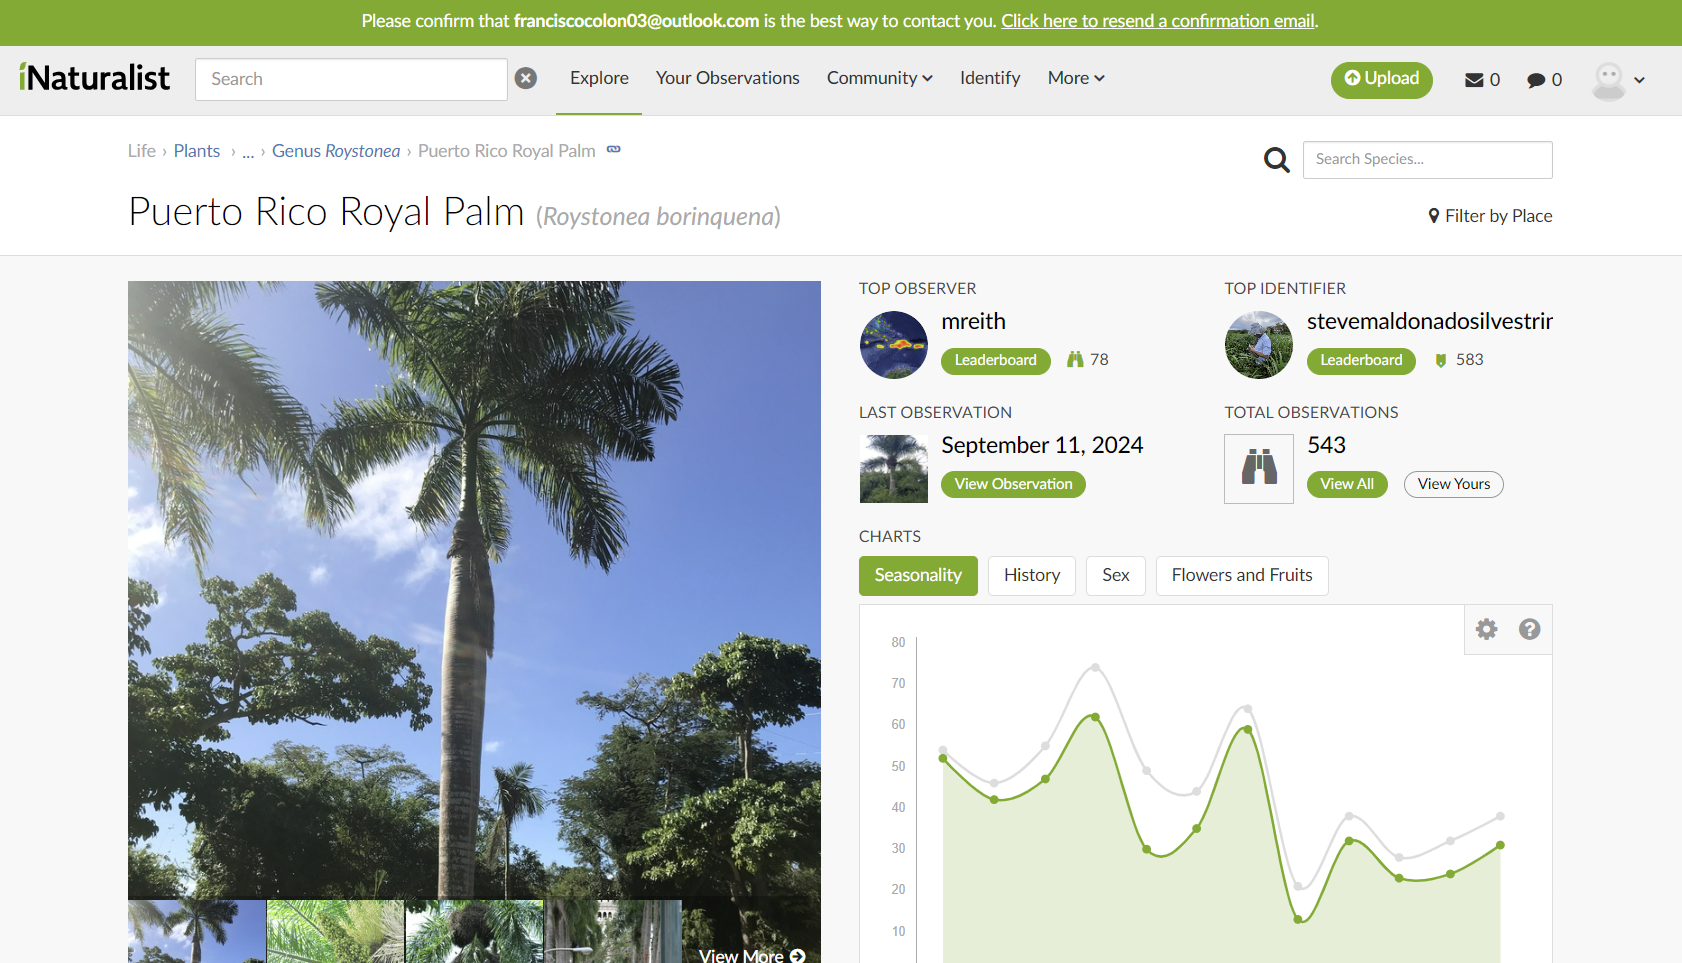 Please confirm that franciscocolon03@outlook.com is the best way to contact you. Click here to resend a confirmation email.
iNaturalist
Search
Explore
Your Observations
Community
Identify
More
Upload
0
0
Life › Plants › ... › Genus Roystonea › Puerto Rico Royal Palm
Search Species...
Puerto Rico Royal Palm (Roystonea borinquena)
Filter by Place
TOP OBSERVER
mreith
Leaderboard
78
TOP IDENTIFIER
stevemaldonadosilvestrir
Leaderboard
583
LAST OBSERVATION
September 11, 2024
View Observation
TOTAL OBSERVATIONS
543
View All
View Yours
CHARTS
Seasonality
History
Sex
Flowers and Fruits
80
70
60
50
40
30
20
10
View More